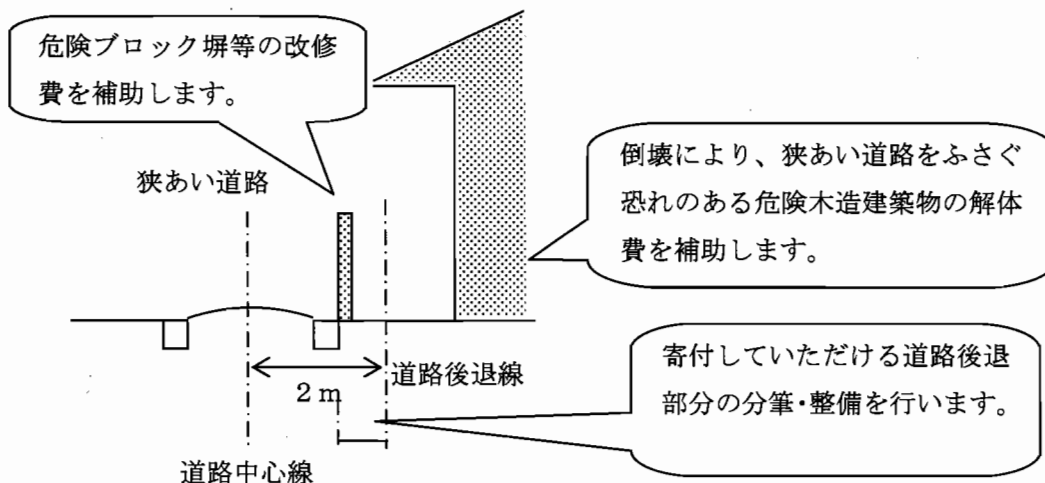 危険ブロック塀等の改修
費を補助します。
狭あい道路
倒壊により、狭あい道路をふさぐ
恐れのある危険木造建築物の解体
費を補助します。
道路後退線
2m
寄付していただける道路後退
部分の分筆・整備を行います。
道路中心線